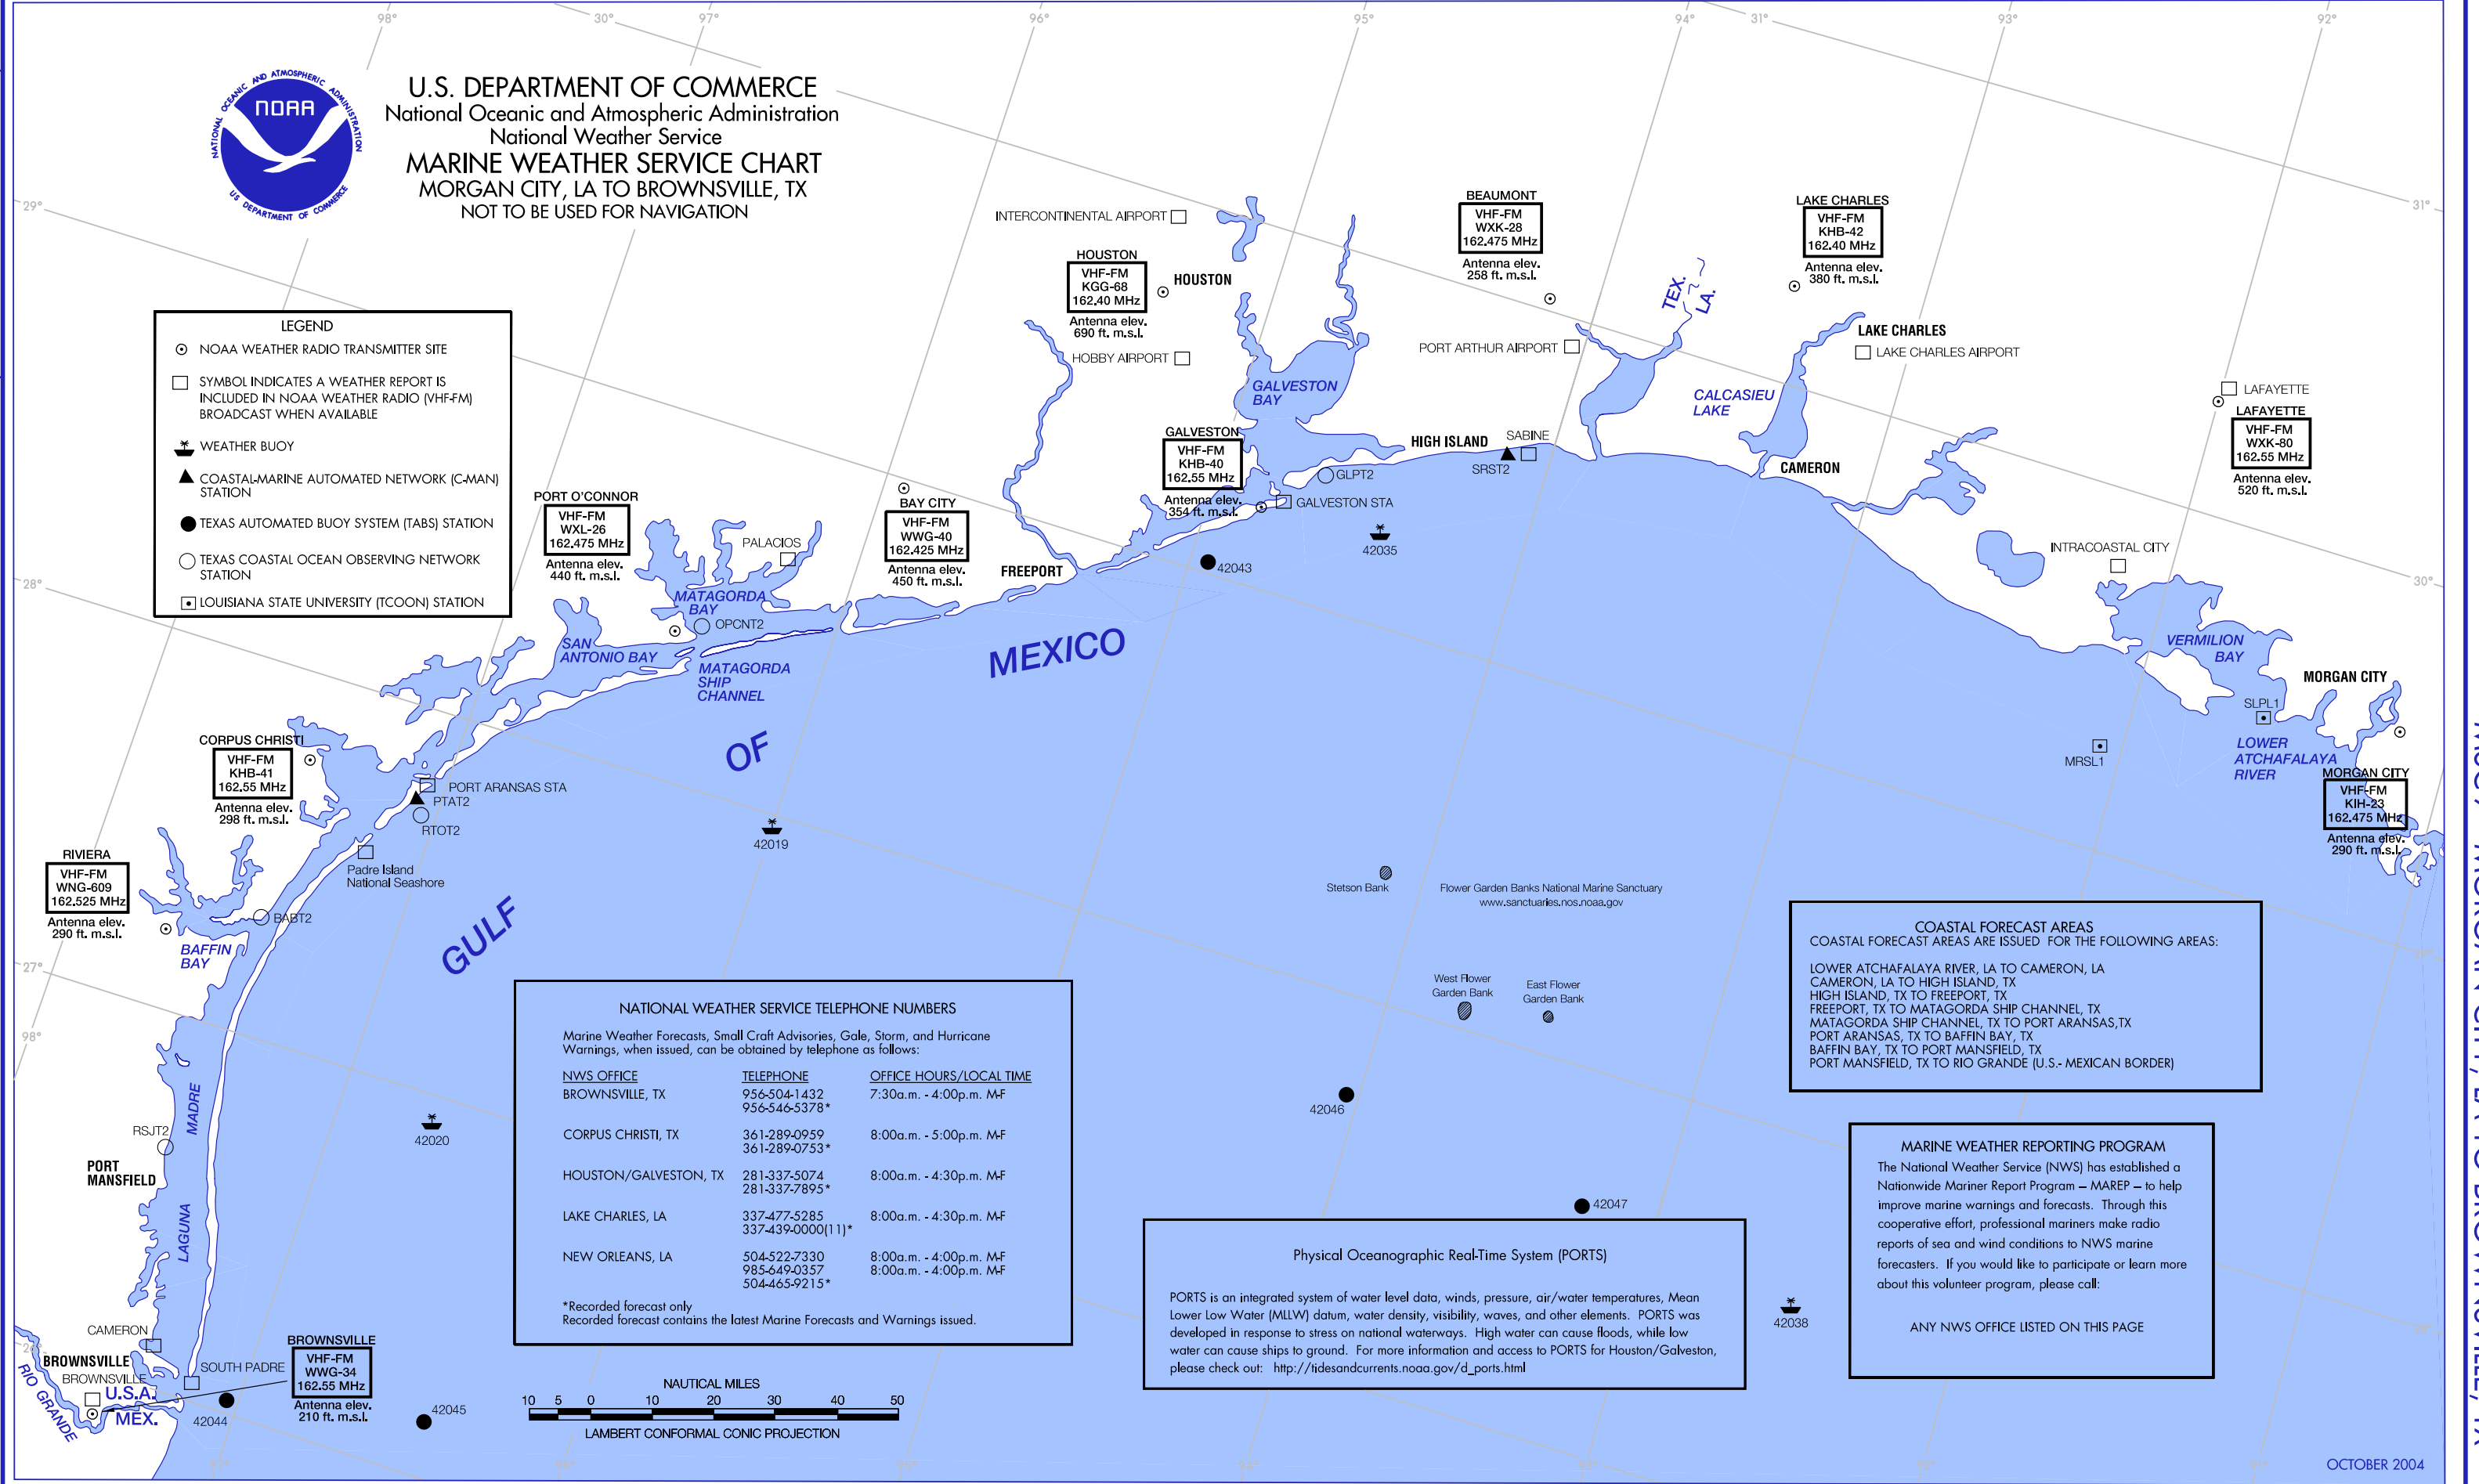 98°
30°
97°
96°
95°
94°
31°
93°
92°
NATIONAL OCEANIC AND ATMOSPHERIC ADMINISTRATION
NOAA
U.S. DEPARTMENT OF COMMERCE
U.S. DEPARTMENT OF COMMERCE
National Oceanic and Atmospheric Administration
National Weather Service
MARINE WEATHER SERVICE CHART
MORGAN CITY, LA TO BROWNSVILLE, TX
NOT TO BE USED FOR NAVIGATION
29°
31°
28°
30°
27°
98°
LEGEND
NOAA WEATHER RADIO TRANSMITTER SITE
SYMBOL INDICATES A WEATHER REPORT IS
INCLUDED IN NOAA WEATHER RADIO (VHF-FM)
BROADCAST WHEN AVAILABLE
WEATHER BUOY
COASTAL-MARINE AUTOMATED NETWORK (C-MAN)
STATION
TEXAS AUTOMATED BUOY SYSTEM (TABS) STATION
TEXAS COASTAL OCEAN OBSERVING NETWORK
STATION
LOUISIANA STATE UNIVERSITY (TCOON) STATION
INTERCONTINENTAL AIRPORT
HOUSTON
VHF-FM
KGG-68
162.40 MHz
Antenna elev.
690 ft. m.s.l.
HOUSTON
HOBBY AIRPORT
BEAUMONT
VHF-FM
WXK-28
162.475 MHz
Antenna elev.
258 ft. m.s.l.
PORT ARTHUR AIRPORT
TEX.
LA.
LAKE CHARLES
VHF-FM
KHB-42
162.40 MHz
Antenna elev.
380 ft. m.s.l.
LAKE CHARLES
LAKE CHARLES AIRPORT
CALCASIEU
LAKE
LAFAYETTE
LAFAYETTE
VHF-FM
WXK-80
162.55 MHz
Antenna elev.
520 ft. m.s.l.
GALVESTON
BAY
GALVESTON
VHF-FM
KHB-40
162.55 MHz
Antenna elev.
354 ft. m.s.l.
HIGH ISLAND
SABINE
SRST2
GLPT2
GALVESTON STA
CAMERON
42035
42043
INTRACOASTAL CITY
PORT O'CONNOR
VHF-FM
WXL-26
162.475 MHz
Antenna elev.
440 ft. m.s.l.
PALACIOS
BAY CITY
VHF-FM
WWG-40
162.425 MHz
Antenna elev.
450 ft. m.s.l.
FREEPORT
MATAGORDA
BAY
OPCNT2
SAN
ANTONIO BAY
MATAGORDA
SHIP
CHANNEL
VERMILION
BAY
MORGAN CITY
SLPL1
MRSL1
LOWER
ATCHAFALAYA
RIVER
MORGAN CITY
VHF-FM
KIH-23
162.475 MHz
Antenna elev.
290 ft. m.s.l.
GULF
OF
MEXICO
CORPUS CHRISTI
VHF-FM
KHB-41
162.55 MHz
Antenna elev.
298 ft. m.s.l.
PORT ARANSAS STA
PTAT2
RTOT2
Padre Island
National Seashore
42019
RIVIERA
VHF-FM
WNG-609
162.525 MHz
Antenna elev.
290 ft. m.s.l.
BABT2
BAFFIN
BAY
Stetson Bank
Flower Garden Banks National Marine Sanctuary
www.sanctuaries.nos.noaa.gov
West Flower
Garden Bank
East Flower
Garden Bank
COASTAL FORECAST AREAS
COASTAL FORECAST AREAS ARE ISSUED FOR THE FOLLOWING AREAS:
LOWER ATCHAFALAYA RIVER, LA TO CAMERON, LA
CAMERON, LA TO HIGH ISLAND, TX
HIGH ISLAND, TX TO FREEPORT, TX
FREEPORT, TX TO MATAGORDA SHIP CHANNEL, TX
MATAGORDA SHIP CHANNEL, TX TO PORT ARANSAS,TX
PORT ARANSAS, TX TO BAFFIN BAY, TX
BAFFIN BAY, TX TO PORT MANSFIELD, TX
PORT MANSFIELD, TX TO RIO GRANDE (U.S.- MEXICAN BORDER)
NATIONAL WEATHER SERVICE TELEPHONE NUMBERS
Marine Weather Forecasts, Small Craft Advisories, Gale, Storm, and Hurricane
Warnings, when issued, can be obtained by telephone as follows:
NWS OFFICE TELEPHONE OFFICE HOURS/LOCAL TIME
BROWNSVILLE, TX 956-504-1432 7:30a.m. - 4:00p.m. M-F
956-546-5378*
CORPUS CHRISTI, TX 361-289-0959 8:00a.m. - 5:00p.m. M-F
361-289-0753*
HOUSTON/GALVESTON, TX 281-337-5074 8:00a.m. - 4:30p.m. M-F
281-337-7895*
LAKE CHARLES, LA 337-477-5285 8:00a.m. - 4:30p.m. M-F
337-439-0000(11)*
NEW ORLEANS, LA 504-522-7330 8:00a.m. - 4:00p.m. M-F
985-649-0357 8:00a.m. - 4:00p.m. M-F
504-465-9215*
*Recorded forecast only
Recorded forecast contains the latest Marine Forecasts and Warnings issued.
42020
42046
42047
42038
RSJT2
PORT
MANSFIELD
LAGUNA
MADRE
MARINE WEATHER REPORTING PROGRAM
The National Weather Service (NWS) has established a
Nationwide Mariner Report Program – MAREP – to help
improve marine warnings and forecasts. Through this
cooperative effort, professional mariners make radio
reports of sea and wind conditions to NWS marine
forecasters. If you would like to participate or learn more
about this volunteer program, please call:
ANY NWS OFFICE LISTED ON THIS PAGE
Physical Oceanographic Real-Time System (PORTS)
PORTS is an integrated system of water level data, winds, pressure, air/water temperatures, Mean
Lower Low Water (MLLW) datum, water density, visibility, waves, and other elements. PORTS was
developed in response to stress on national waterways. High water can cause floods, while low
water can cause ships to ground. For more information and access to PORTS for Houston/Galveston,
please check out: http://tidesandcurrents.noaa.gov/d_ports.html
CAMERON
BROWNSVILLE
BROWNSVILLE
SOUTH PADRE
U.S.A.
MEX.
RIO GRANDE
BROWNSVILLE
VHF-FM
WWG-34
162.55 MHz
Antenna elev.
210 ft. m.s.l.
42044
42045
NAUTICAL MILES
10 5 0 10 20 30 40 50
LAMBERT CONFORMAL CONIC PROJECTION
OCTOBER 2004